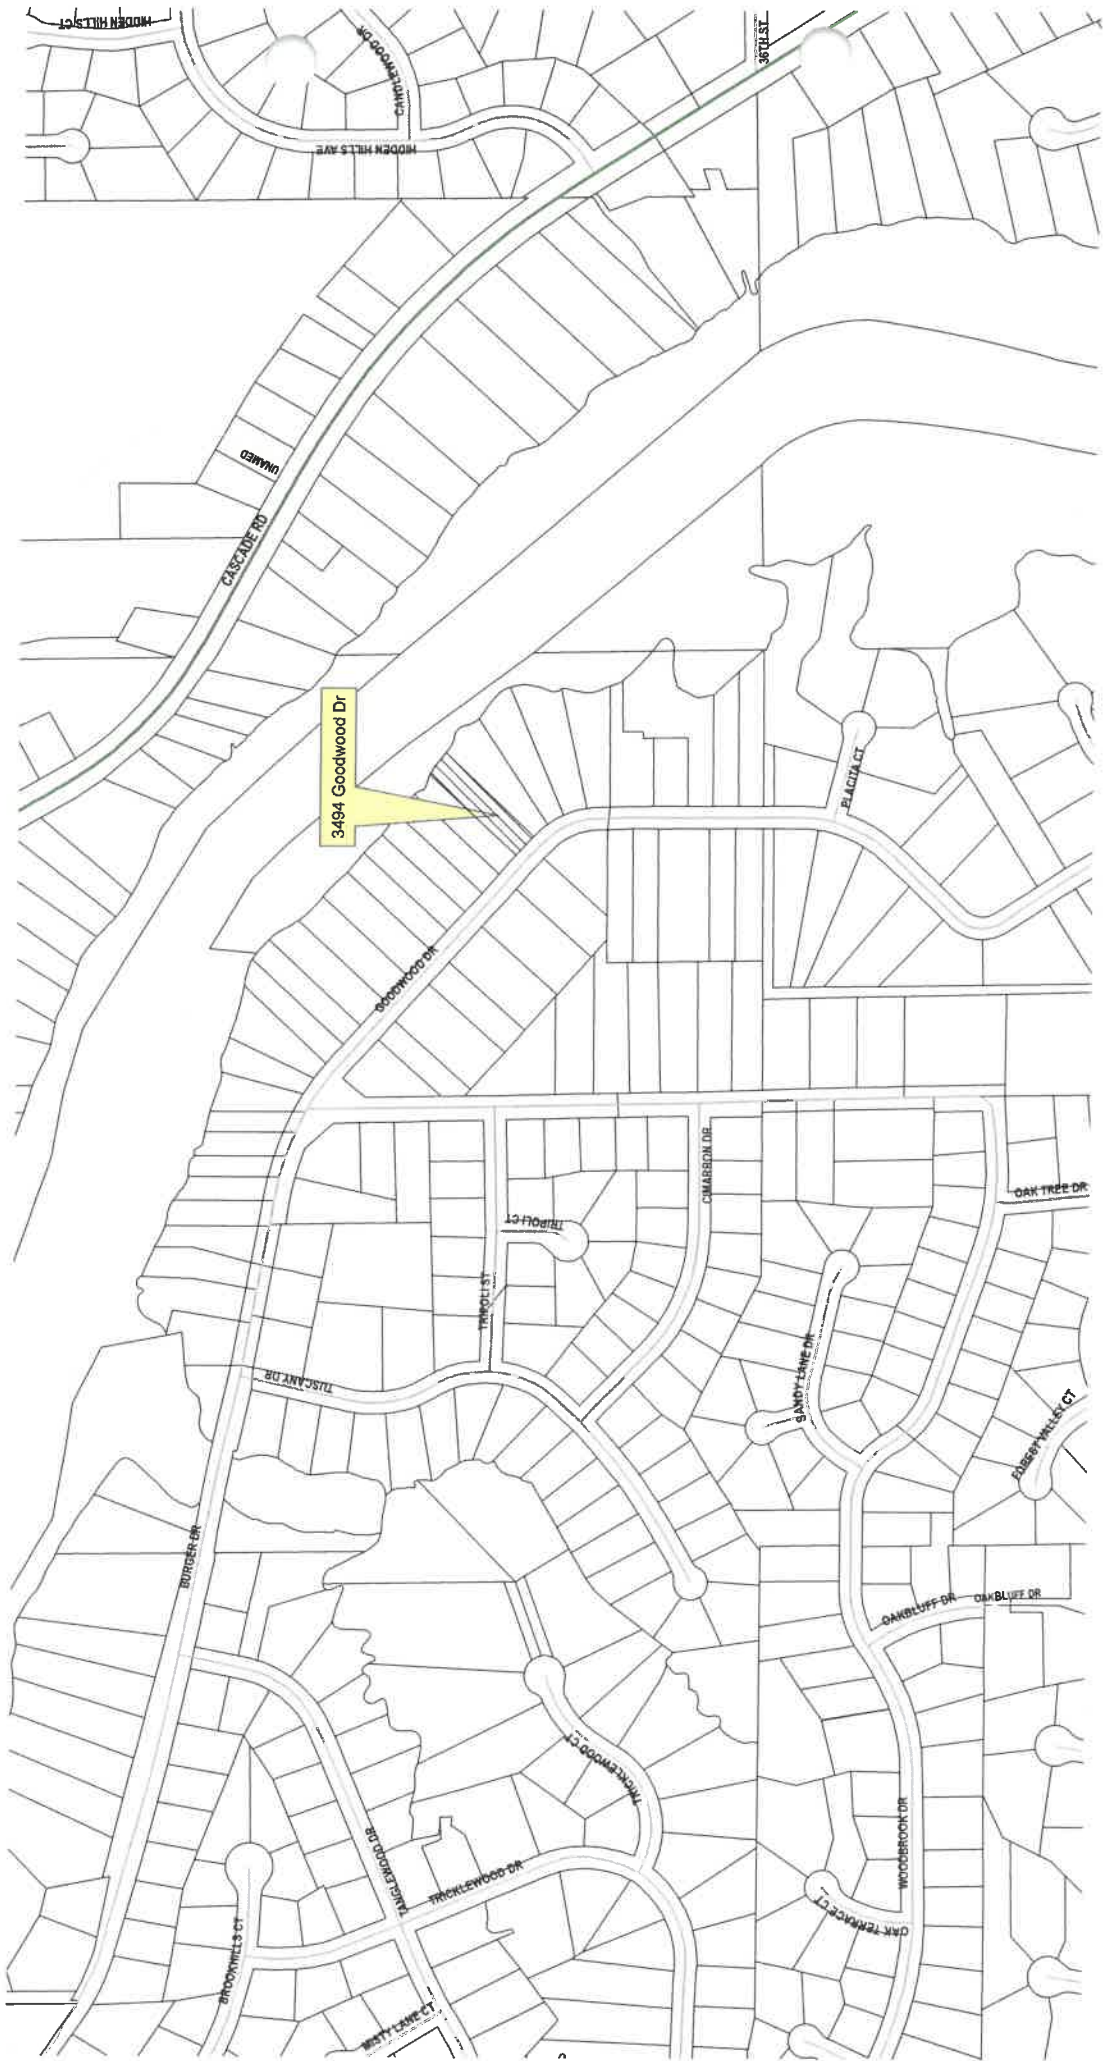 HIDDEN HILLS CT
CANDLEWOOD DR
36TH ST
HIDDEN HILLS AVE
UNAMED
CASCADE RD
3494 Goodwood Dr
PLACITA CT
GOODWOOD DR
CIMARRON DR
OAK TREE DR
TRIPOLI CT
TRIPOLI ST
TUSCANY DR
SANDY LANE DR
FOREST VALLEY CT
BURGER DR
OAKBLUFF DR
OAKBLUFF DR
TRICKLEWOOD CT
TANGLEWOOD DR
TRICKLEWOOD DR
WOODBROOK DR
OAK TERRACE CT
BROOKHILLS CT
MISTY LANE CT